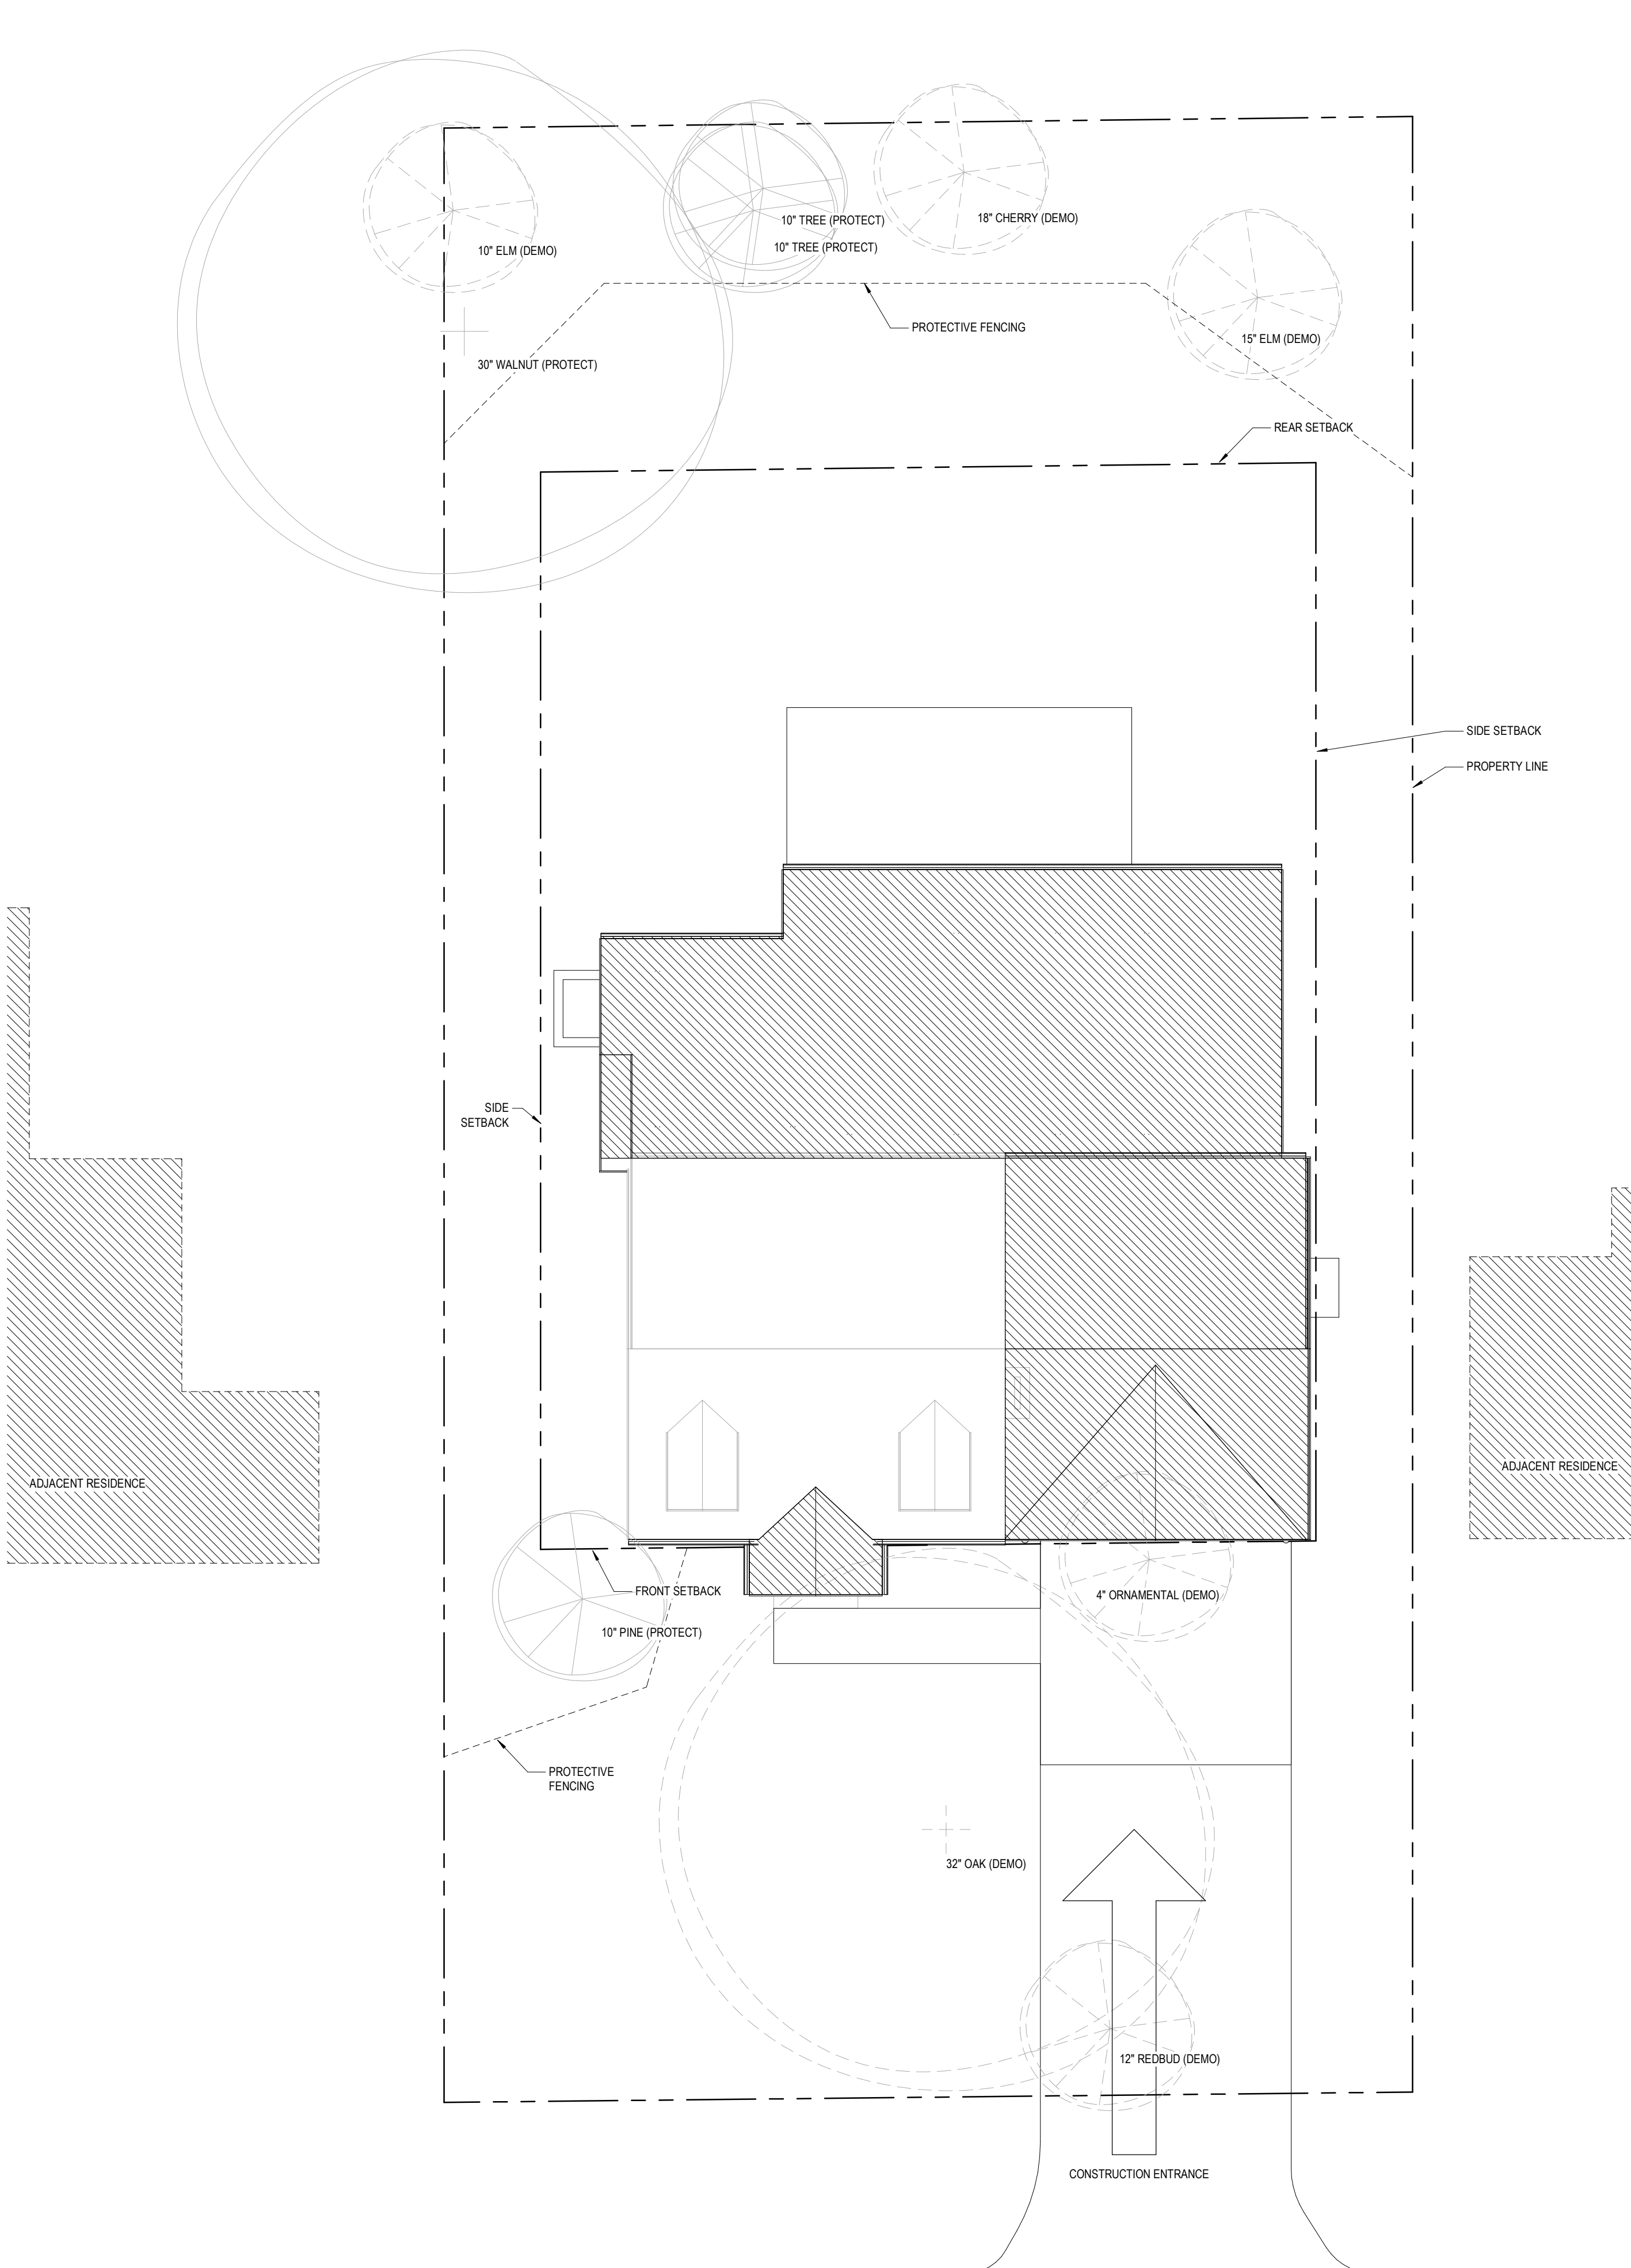 10" TREE (PROTECT)
18" CHERRY (DEMO)
10" TREE (PROTECT)
10" ELM (DEMO)
PROTECTIVE FENCING
15" ELM (DEMO)
30" WALNUT (PROTECT)
REAR SETBACK
SIDE SETBACK
PROPERTY LINE
SIDE
SETBACK
ADJACENT RESIDENCE
ADJACENT RESIDENCE
FRONT SETBACK
4" ORNAMENTAL (DEMO)
10" PINE (PROTECT)
PROTECTIVE
FENCING
32" OAK (DEMO)
12" REDBUD (DEMO)
CONSTRUCTION ENTRANCE